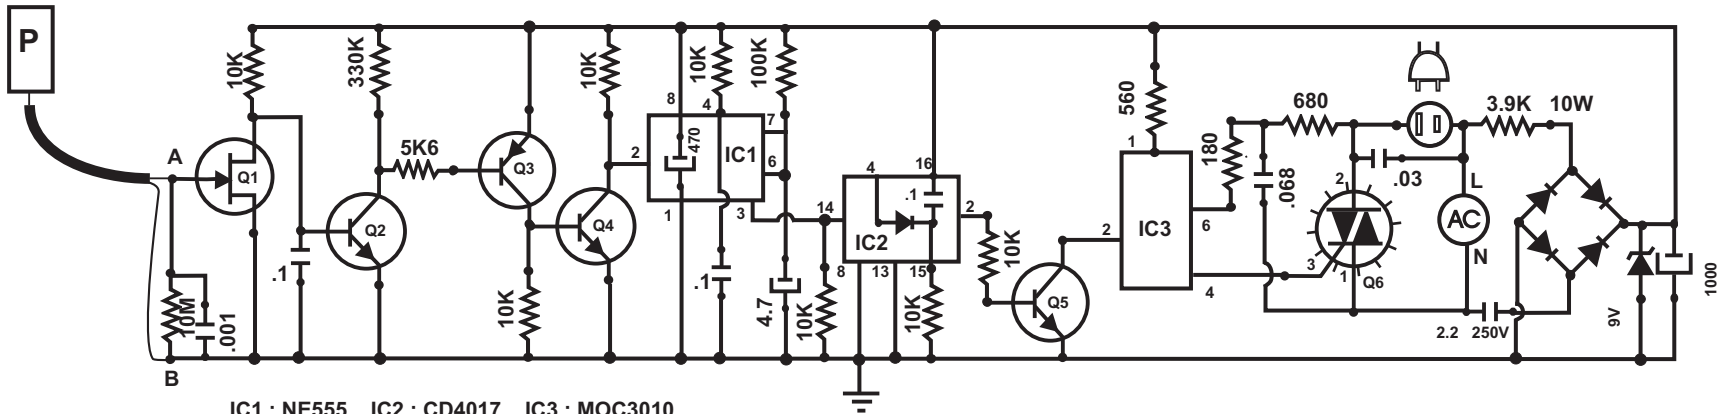 P
10K
330K
10K
10K
100K
560
680
3.9K 10W
8
4
7
470
IC1
5K6
2
6
180
1
2
.068
.03
A
Q1
Q3
4
16
L
1
3
14
.1
2
AC
Q2
Q4
IC2
2
IC3
6
3
N
8
13
15
10K
4
1
Q6
.1
.1
10M
.001
10K
4.7
10K
10K
Q5
2.2 250V
9V
1000
B
IC1 : NE555 IC2 : CD4017 IC3 : MOC3010